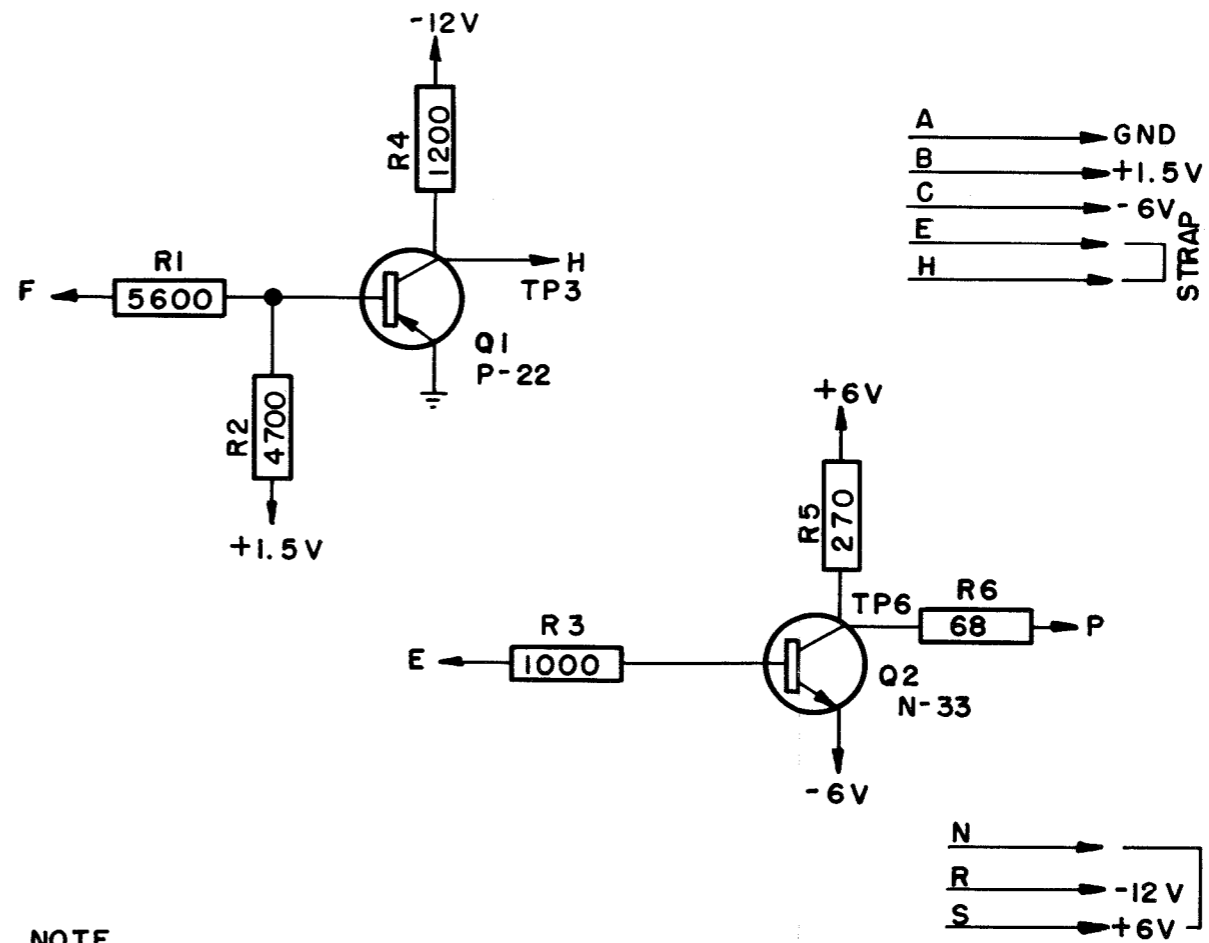 -12V
R4
1200
F
R1
5600
H
TP3
Q1
P-22
R2
4700
+1.5V
A
GND
B
+1.5V
C
-6V
E
H
STRAP
+6V
R5
270
TP6
R6
68
P
E
R3
1000
Q2
N-33
-6V
N
R
-12V
S
+6V